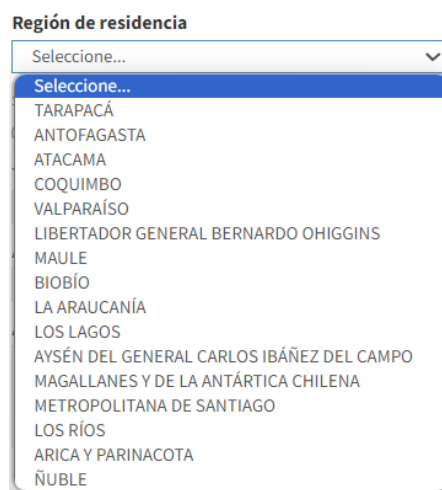 Región de residencia
Seleccione...
Seleccione...
TARAPACÁ
ANTOFAGASTA
ATACAMA
COQUIMBO
VALPARAÍSO
LIBERTADOR GENERAL BERNARDO OHIGGINS
MAULE
BIOBÍO
LA ARAUCANÍA
LOS LAGOS
AYSÉN DEL GENERAL CARLOS IBÁÑEZ DEL CAMPO
MAGALLANES Y DE LA ANTÁRTICA CHILENA
METROPOLITANA DE SANTIAGO
LOS RÍOS
ARICA Y PARINACOTA
ÑUBLE